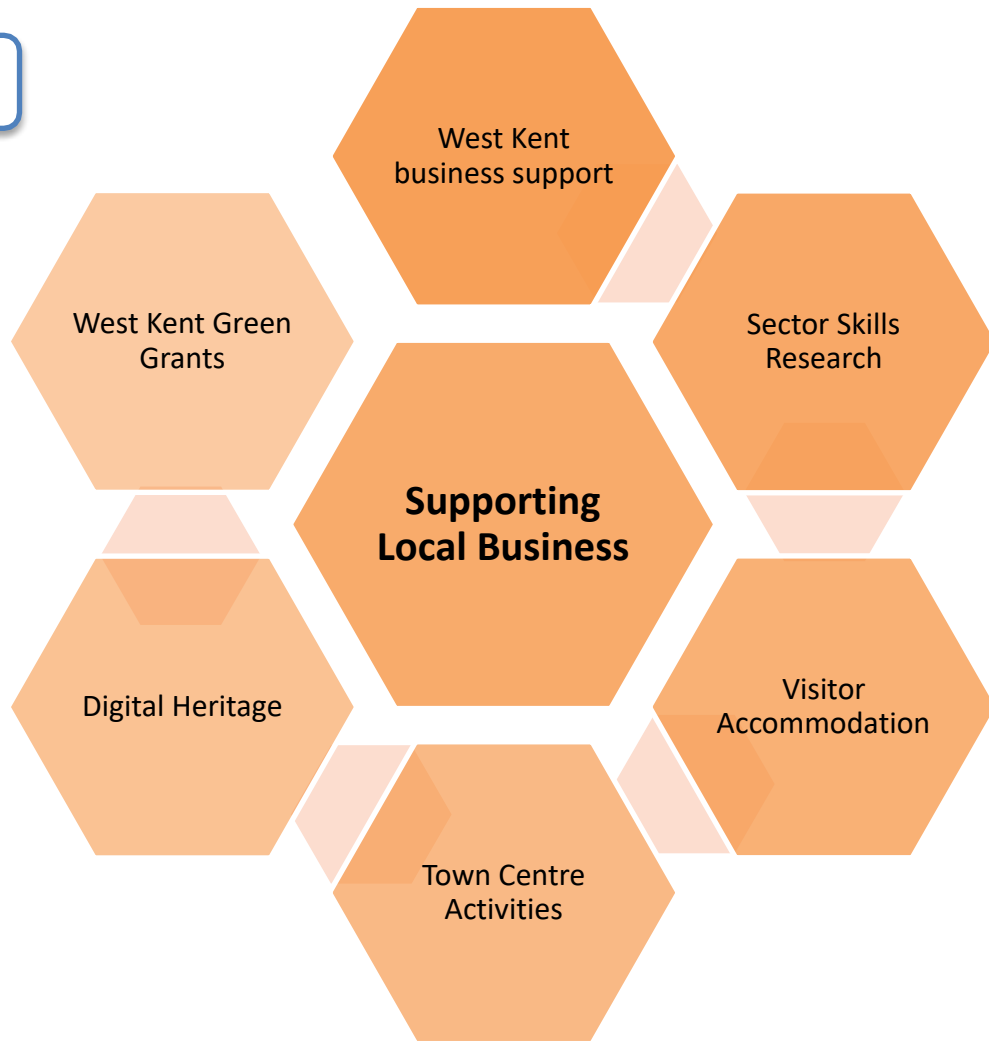 West Kent
business support
Sector Skills
Research
Visitor
Accommodation
Town Centre
Activities
Digital Heritage
West Kent Green
Grants
Supporting
Local Business